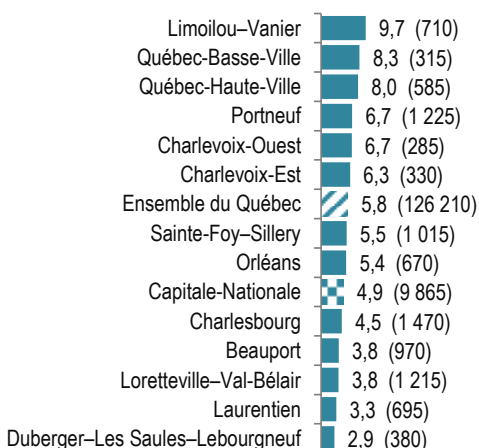 Limoilou–Vanier 9,7 (710)
Québec-Basse-Ville 8,3 (315)
Québec-Haute-Ville 8,0 (585)
Portneuf 6,7 (1 225)
Charlevoix-Ouest 6,7 (285)
Charlevoix-Est 6,3 (330)
Ensemble du Québec 5,8 (126 210)
Sainte-Foy–Sillery 5,5 (1 015)
Orléans 5,4 (670)
Capitale-Nationale 4,9 (9 865)
Charlesbourg 4,5 (1 470)
Beauport 3,8 (970)
Loretteville–Val-Bélair 3,8 (1 215)
Laurentien 3,3 (695)
Duberger–Les Saules–Lebourgneuf 2,9 (380)